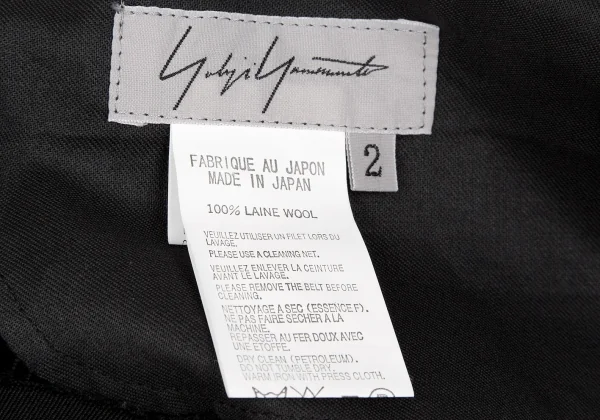 Yohji Yamamoto
2
FABRIQUE AU JAPON
MADE IN JAPAN
100% LAINE WOOL
VEUILLEZ UTILISER UN FILET LORS DU
LAVAGE.
PLEASE USE A CLEANING NET.
VEUILLEZ ENLEVER LA CEINTURE
AVANT LE LAVAGE.
PLEASE REMOVE THE BELT BEFORE
CLEANING.
NETTOYAGE A SEC (ESSENCE F).
NE PAS FAIRE SECHER A LA
MACHINE.
REPASSER AU FER DOUX AVEC
UNE ETOFFE.
DRY CLEAN (PETROLEUM).
DO NOT TUMBLE DRY.
WARM IRON WITH PRESS CLOTH.